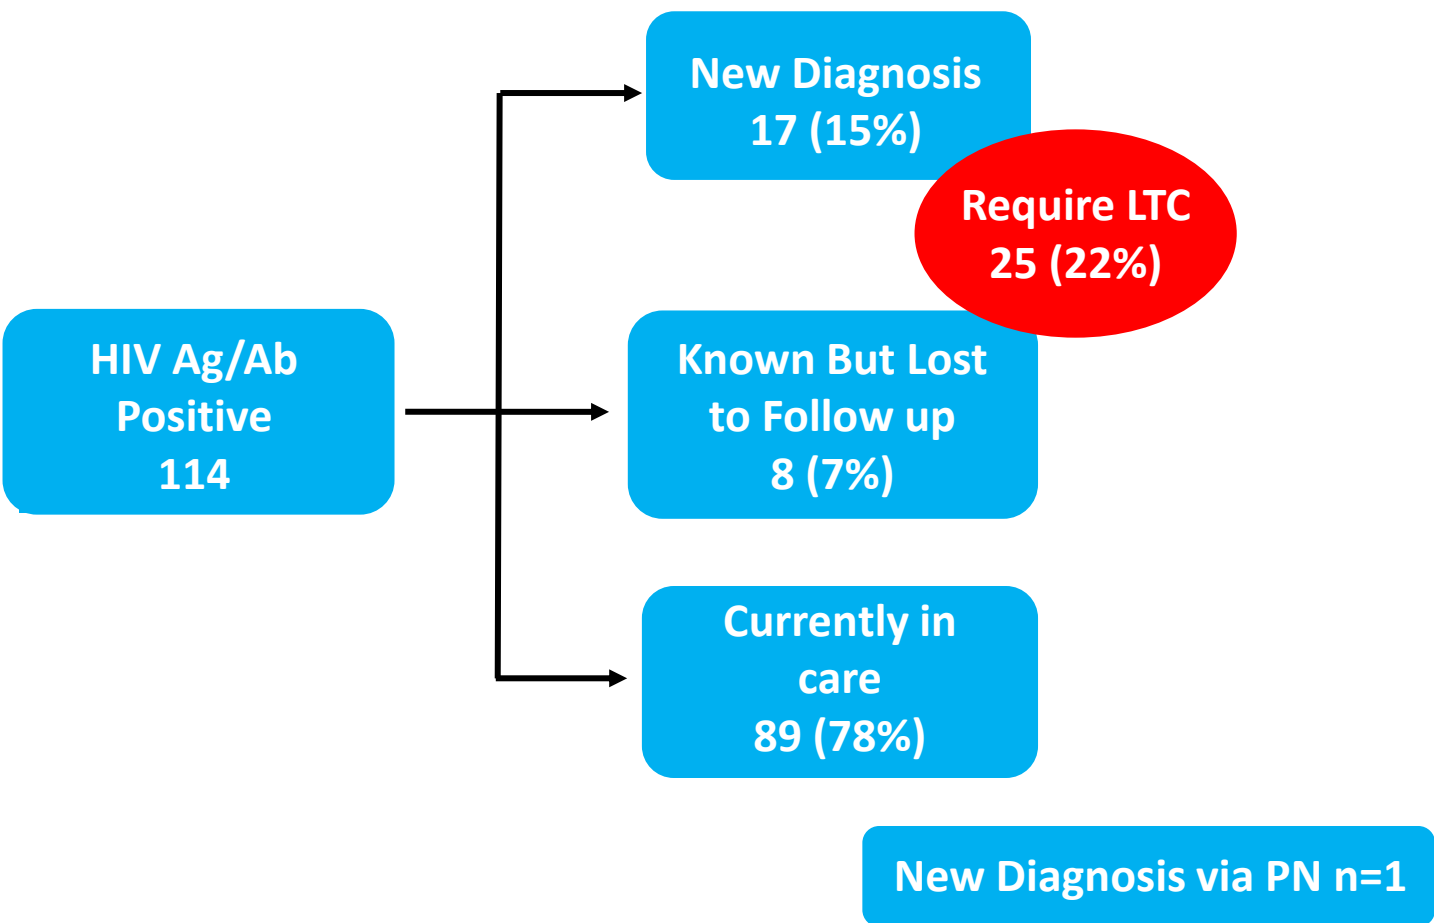 New Diagnosis
17 (15%)
Require LTC
25 (22%)
HIV Ag/Ab
Positive
114
Known But Lost
to Follow up
8 (7%)
Currently in
care
89 (78%)
New Diagnosis via PN n=1